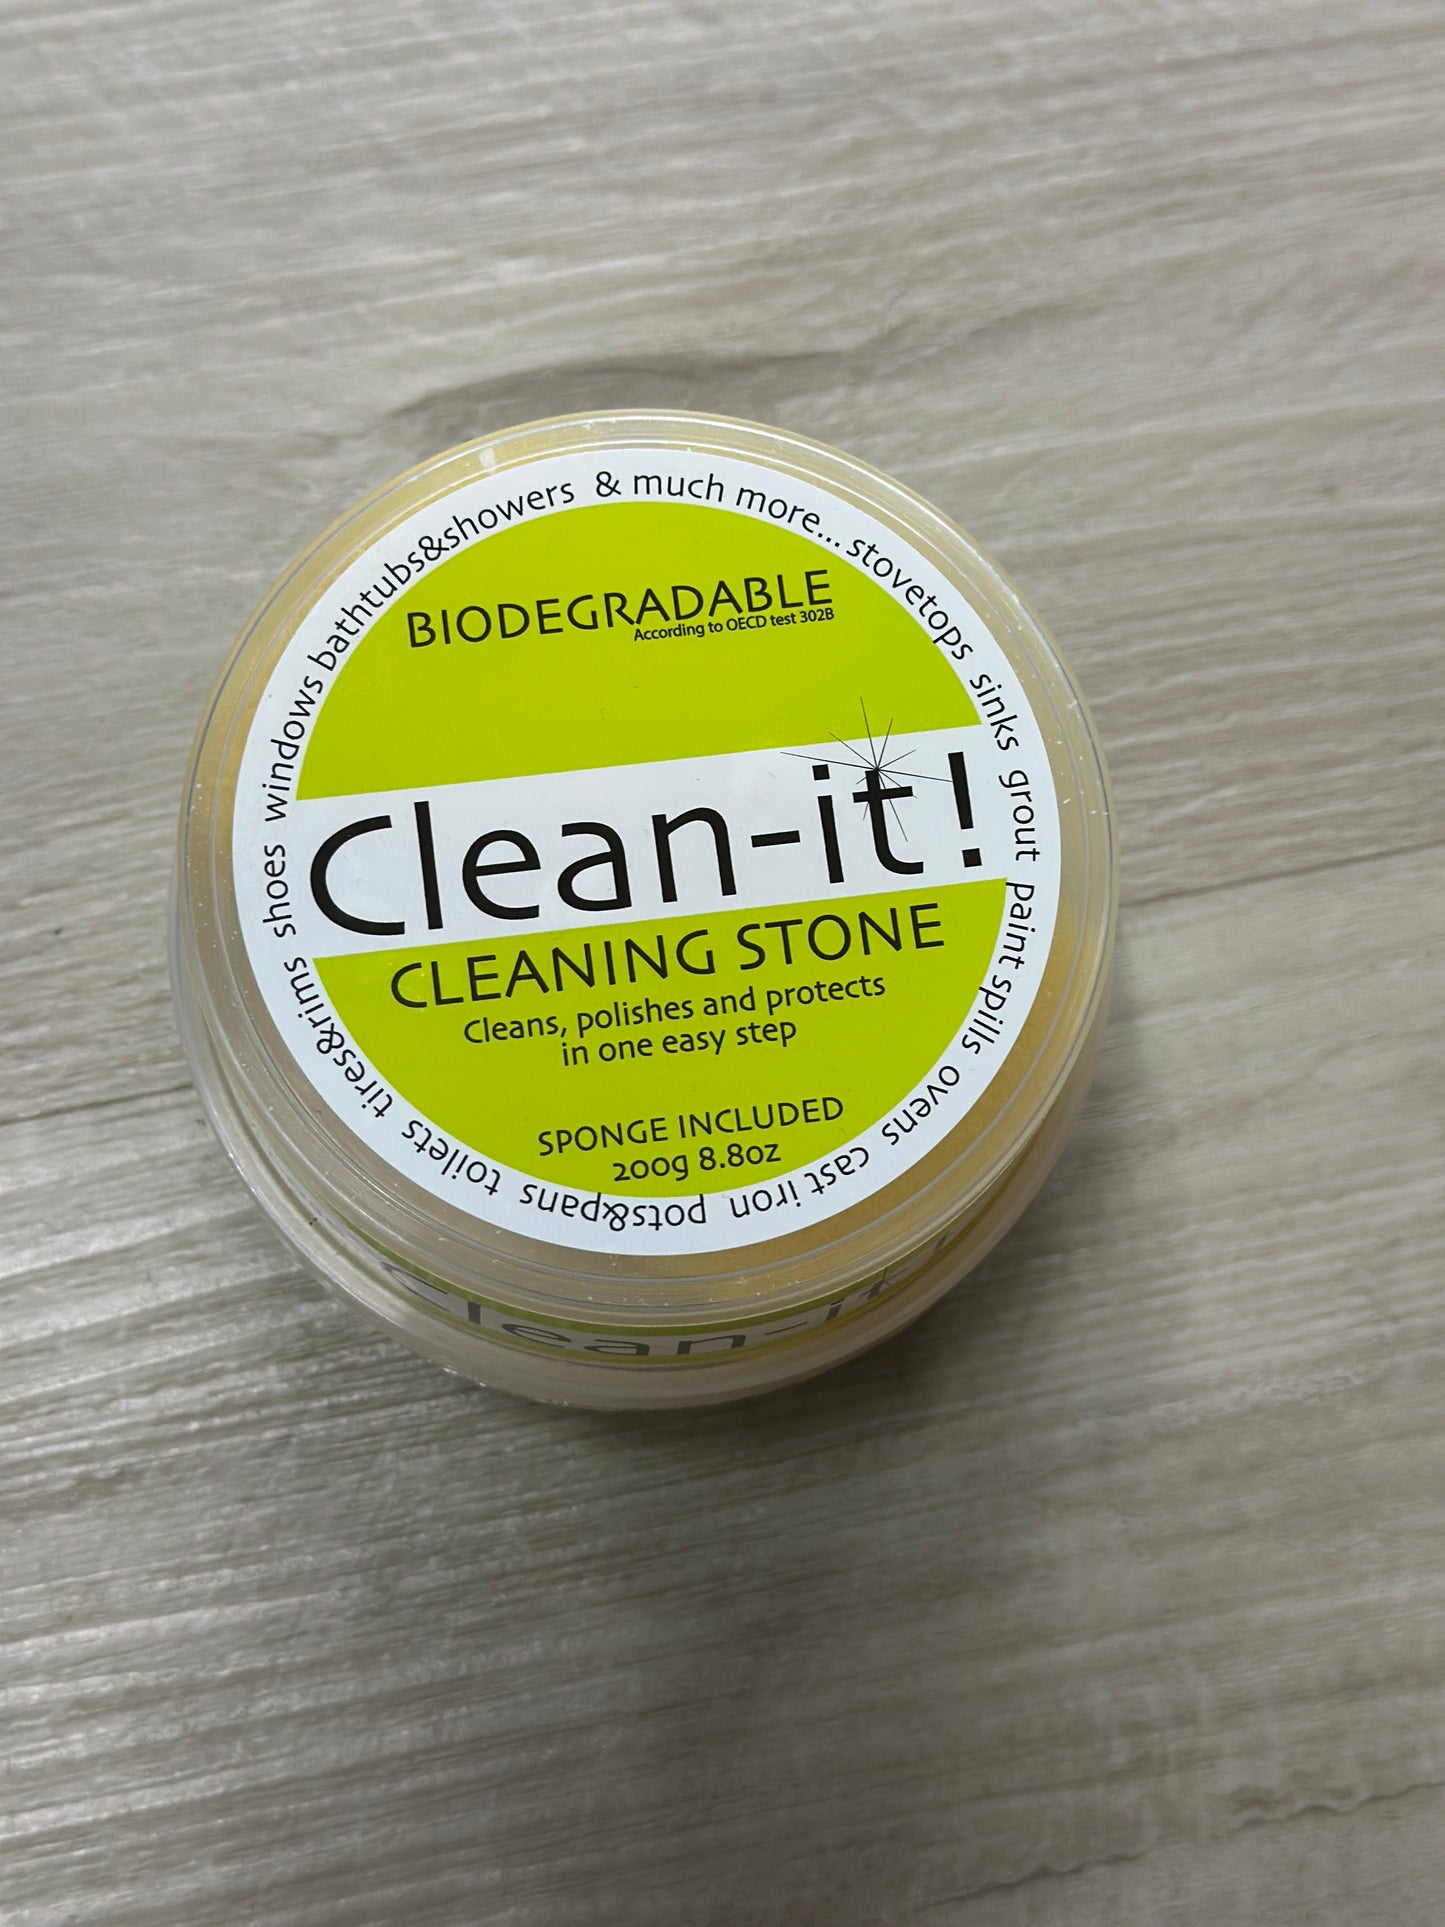 BIODEGRADABLE
According to OECD test 302B
Clean-it!
CLEANING STONE
Cleans, polishes and protects
in one easy step
SPONGE INCLUDED
200g 8.8oz
stovetops sinks grout paint spills ovens cast iron pots&pans toilets tires&rims shoes windows bathtubs&showers & much more...
Clean-it